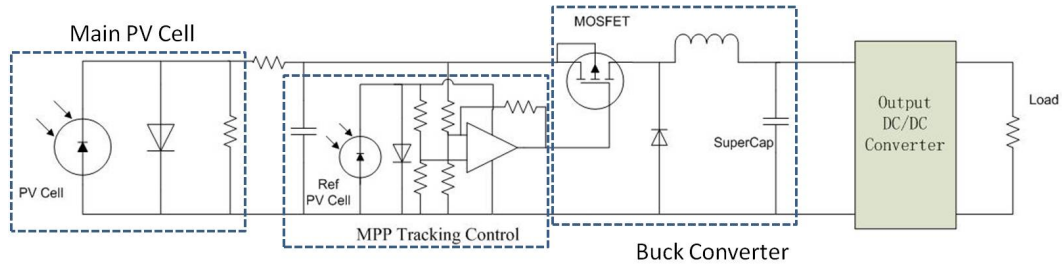 Main PV Cell
PV Cell
Ref
PV Cell
MPP Tracking Control
MOSFET
SuperCap
Buck Converter
Output
DC/DC
Converter
Load